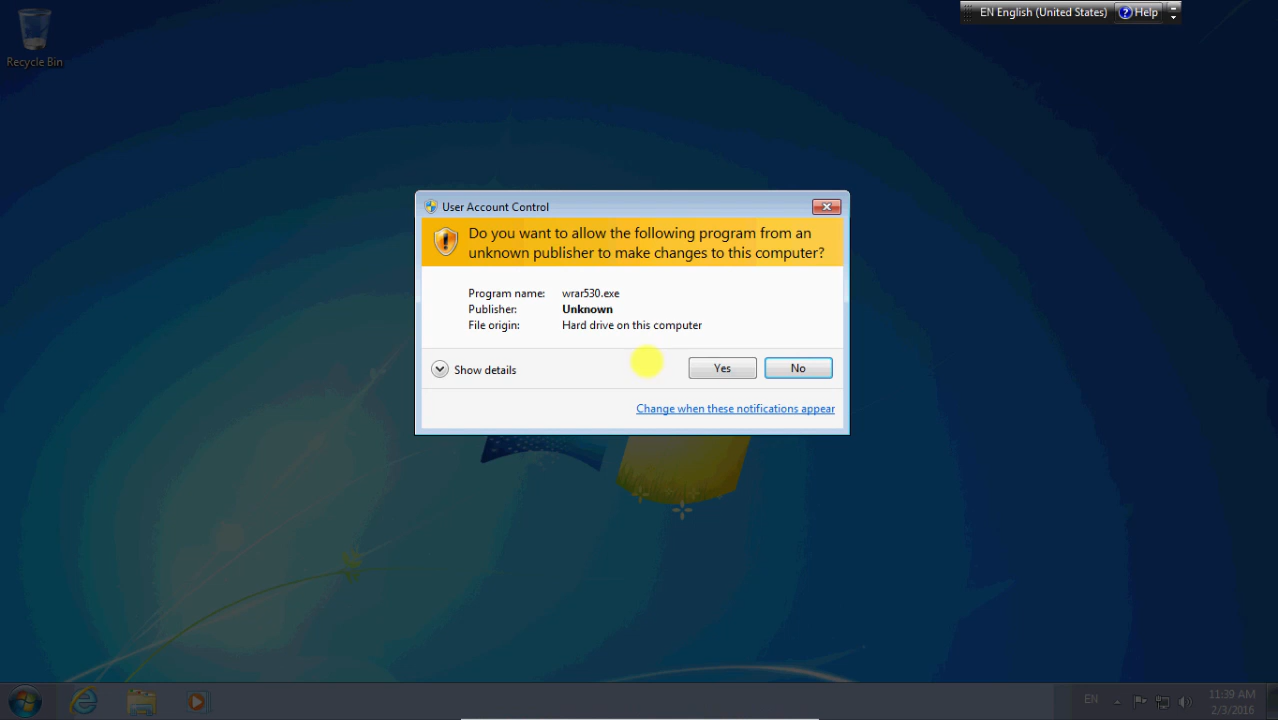 EN English (United States) Help
Recycle Bin
User Account Control
Do you want to allow the following program from an
unknown publisher to make changes to this computer?
Program name: wrar530.exe
Publisher: Unknown
File origin: Hard drive on this computer
Show details Yes No
Change when these notifications appear
EN 11:39 AM
2/3/2016